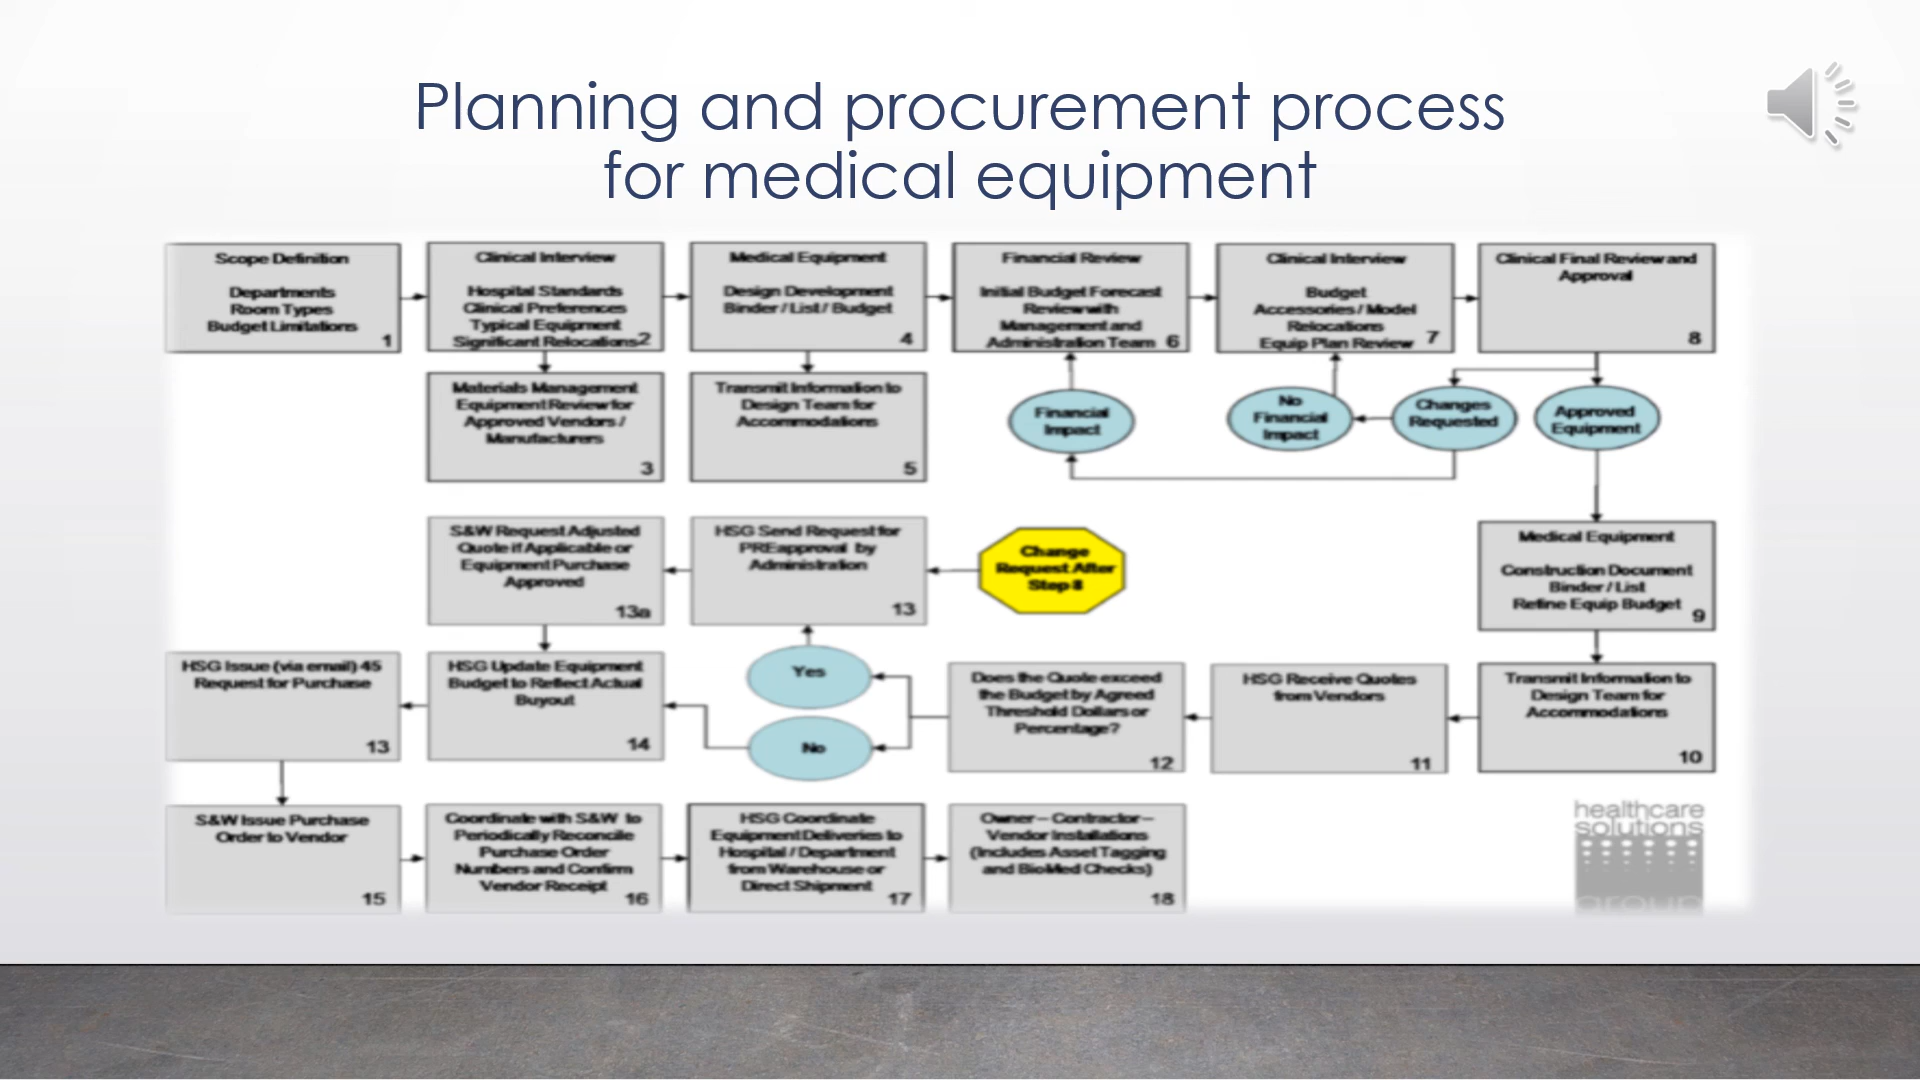 Planning and procurement process
for medical equipment
Scope Definition
Departments
Room Types
Budget Limitations
1
Clinical Interview
Hospital Standards
Clinical Preferences
Typical Equipment
Significant Relocations
2
Medical Equipment
Design Development
Binder / List / Budget
4
Financial Review
Initial Budget Forecast
Review with
Management and
Administration Team
6
Clinical Interview
Budget
Accessories / Model
Relocations
Equip Plan Review
7
Clinical Final Review and
Approval
8
Materials Management
Equipment Review for
Approved Vendors /
Manufacturers
3
Transmit Information to
Design Team for
Accommodations
5
Financial
Impact
No
Financial
Impact
Changes
Requested
Approved
Equipment
S&W Request Adjusted
Quote if Applicable or
Equipment Purchase
Approved
13a
HSG Send Request for
PREapproval by
Administration
13
Change
Request After
Step 8
Medical Equipment
Construction Document
Binder / List
Refine Equip Budget
9
HSG Issue (via email) 45
Request for Purchase
13
HSG Update Equipment
Budget to Reflect Actual
Buyout
14
Yes
No
Does the Quote exceed
the Budget by Agreed
Threshold Dollars or
Percentage?
12
HSG Receive Quotes
from Vendors
11
Transmit Information to
Design Team for
Accommodations
10
S&W Issue Purchase
Order to Vendor
15
Coordinate with S&W to
Periodically Reconcile
Purchase Order
Numbers and Confirm
Vendor Receipt
16
HSG Coordinate
Equipment Deliveries to
Hospital / Department
from Warehouse or
Direct Shipment
17
Owner – Contractor –
Vendor Installations
(Includes Asset Tagging
and BioMed Checks)
18
healthcare
solutions
group